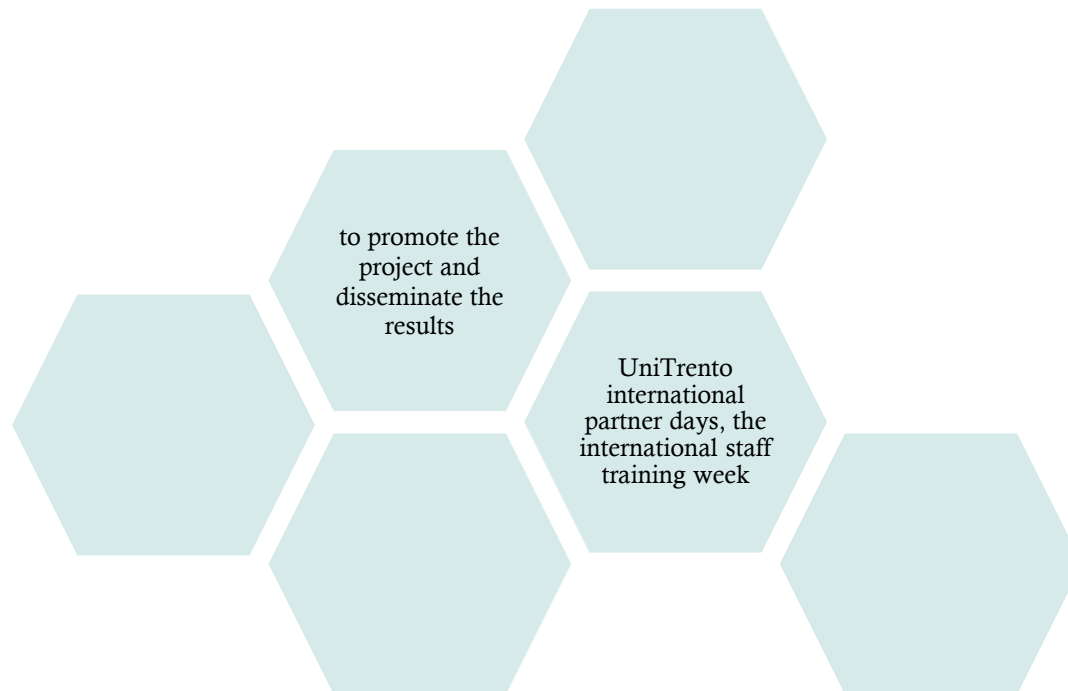 to promote the
project and
disseminate the
results
UniTrento
international
partner days, the
international staff
training week